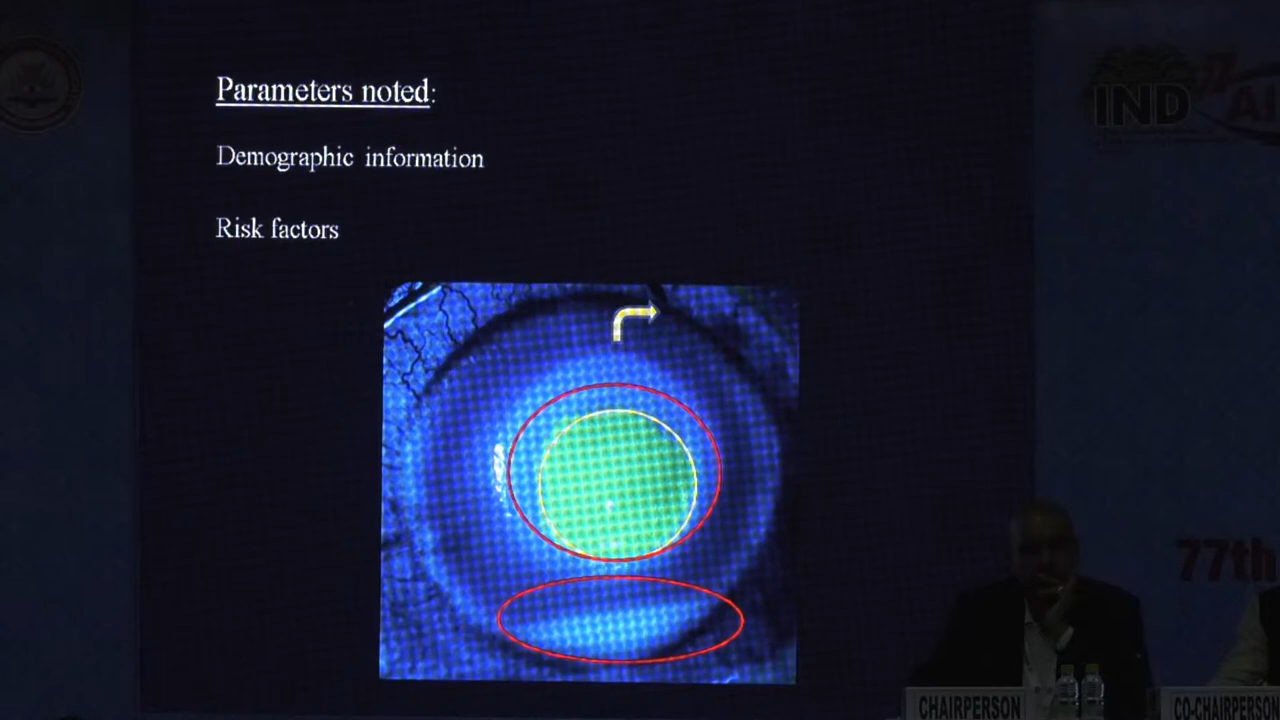 Parameters noted:
Demographic information
Risk factors
IND
77th
CHAIRPERSON
CO-CHAIRPERSON